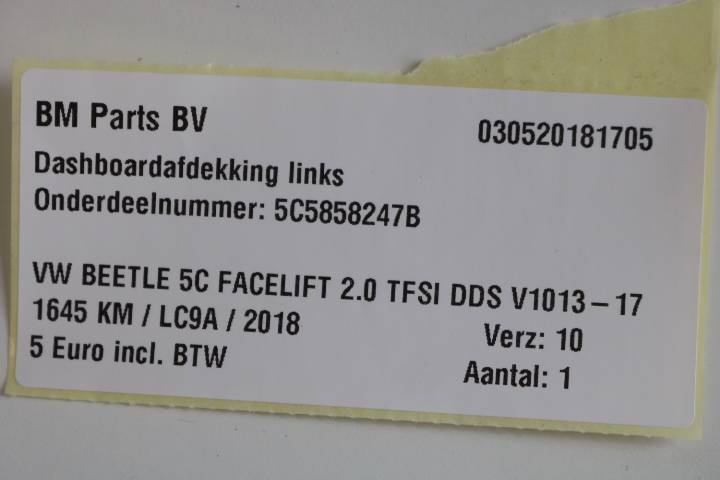 BM Parts BV 030520181705
Dashboardafdekking links
Onderdeelnummer: 5C5858247B
VW BEETLE 5C FACELIFT 2.0 TFSI DDS V1013-17
1645 KM / LC9A / 2018 Verz: 10
5 Euro incl. BTW Aantal: 1